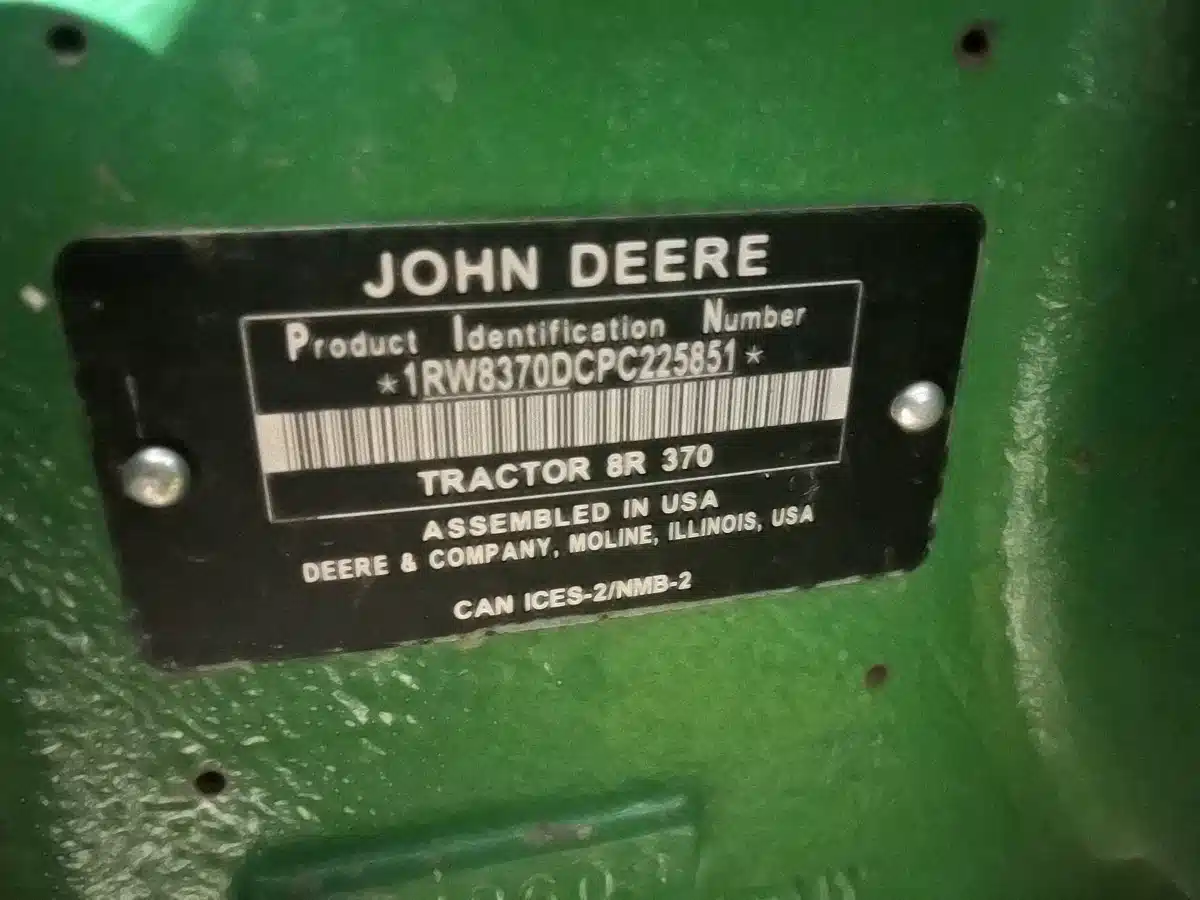 JOHN DEERE
Product Identification Number
*1RW8370DCPC225851*
TRACTOR 8R 370
ASSEMBLED IN USA
DEERE & COMPANY, MOLINE, ILLINOIS, USA
CAN ICES-2/NMB-2